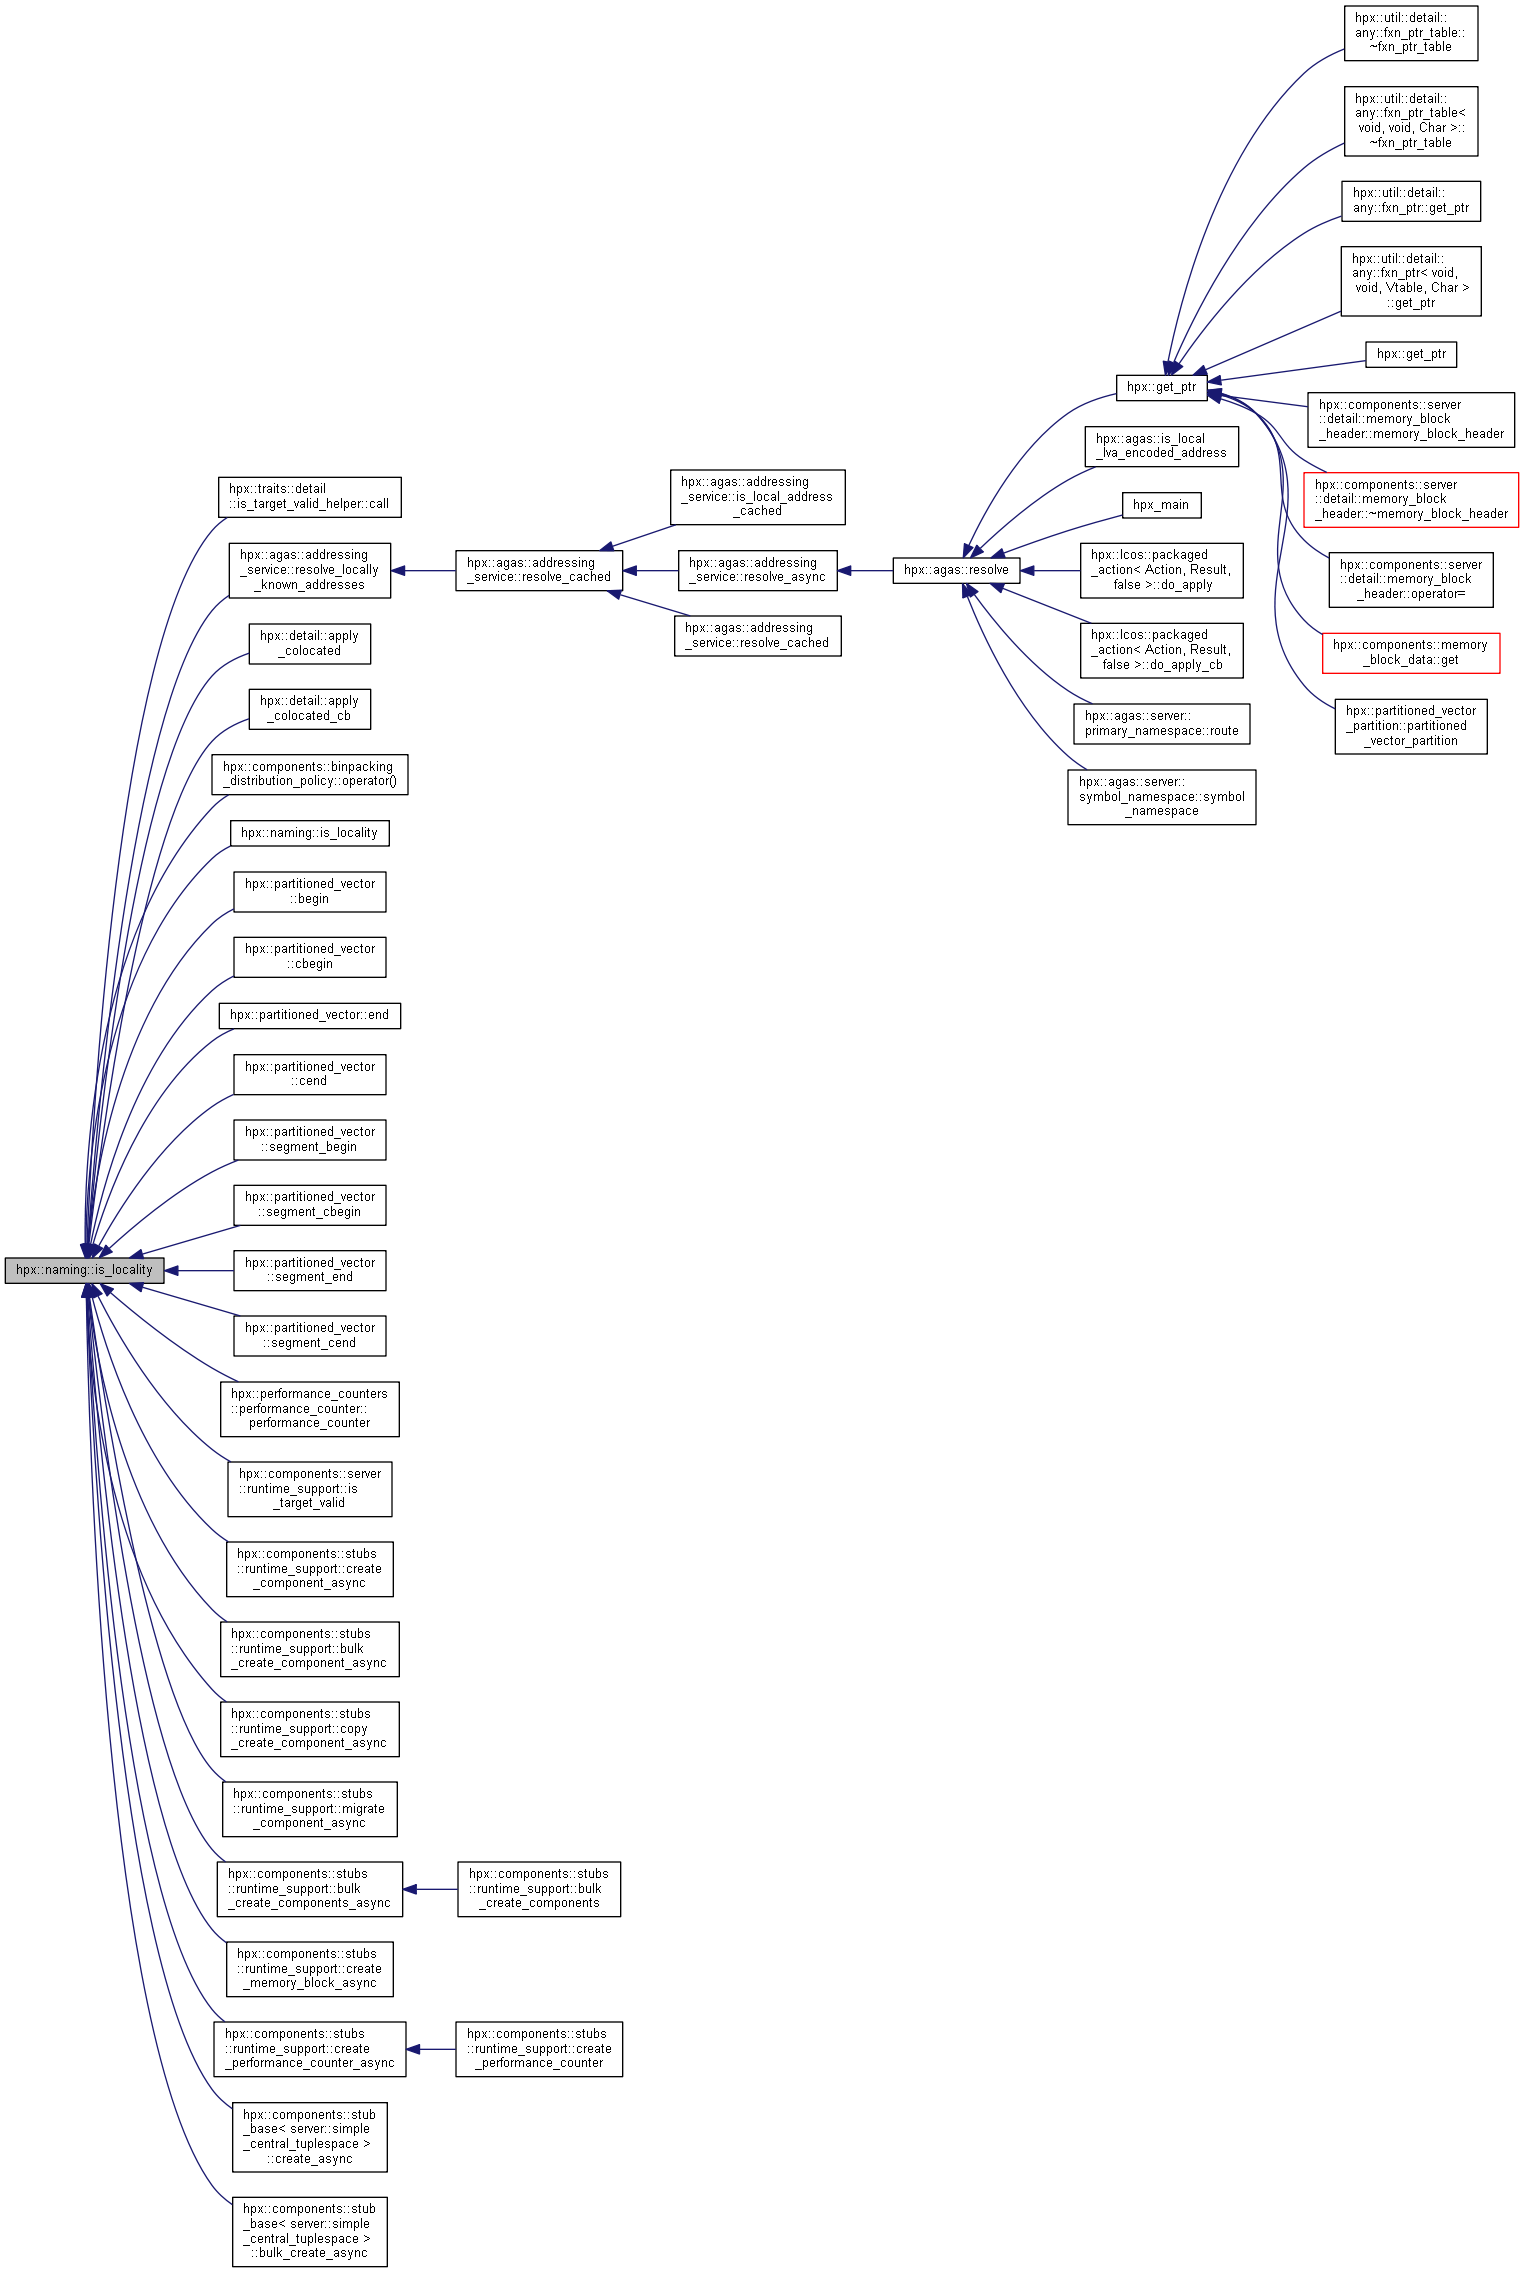 hpx::util::detail::
any::fxn_ptr_table::
~fxn_ptr_table
hpx::util::detail::
any::fxn_ptr_table<
void, void, Char >::
~fxn_ptr_table
hpx::util::detail::
any::fxn_ptr::get_ptr
hpx::util::detail::
any::fxn_ptr< void,
void, Vtable, Char >
::get_ptr
hpx::get_ptr
hpx::get_ptr
hpx::components::server
::detail::memory_block
_header::memory_block_header
hpx::components::server
::detail::memory_block
_header::~memory_block_header
hpx::components::server
::detail::memory_block
_header::operator=
hpx::components::memory
_block_data::get
hpx::partitioned_vector
_partition::partitioned
_vector_partition
hpx::agas::is_local
_lva_encoded_address
hpx_main
hpx::lcos::packaged
_action< Action, Result,
false >::do_apply
hpx::lcos::packaged
_action< Action, Result,
false >::do_apply_cb
hpx::agas::server::
primary_namespace::route
hpx::agas::server::
symbol_namespace::symbol
_namespace
hpx::agas::resolve
hpx::agas::addressing
_service::is_local_address
_cached
hpx::agas::addressing
_service::resolve_async
hpx::agas::addressing
_service::resolve_cached
hpx::agas::addressing
_service::resolve_cached
hpx::traits::detail
::is_target_valid_helper::call
hpx::agas::addressing
_service::resolve_locally
_known_addresses
hpx::detail::apply
_colocated
hpx::detail::apply
_colocated_cb
hpx::components::binpacking
_distribution_policy::operator()
hpx::naming::is_locality
hpx::partitioned_vector
::begin
hpx::partitioned_vector
::cbegin
hpx::partitioned_vector::end
hpx::partitioned_vector
::cend
hpx::partitioned_vector
::segment_begin
hpx::partitioned_vector
::segment_cbegin
hpx::naming::is_locality
hpx::partitioned_vector
::segment_end
hpx::partitioned_vector
::segment_cend
hpx::performance_counters
::performance_counter::
performance_counter
hpx::components::server
::runtime_support::is
_target_valid
hpx::components::stubs
::runtime_support::create
_component_async
hpx::components::stubs
::runtime_support::bulk
_create_component_async
hpx::components::stubs
::runtime_support::copy
_create_component_async
hpx::components::stubs
::runtime_support::migrate
_component_async
hpx::components::stubs
::runtime_support::bulk
_create_components_async
hpx::components::stubs
::runtime_support::bulk
_create_components
hpx::components::stubs
::runtime_support::create
_memory_block_async
hpx::components::stubs
::runtime_support::create
_performance_counter_async
hpx::components::stubs
::runtime_support::create
_performance_counter
hpx::components::stub
_base< server::simple
_central_tuplespace >
::create_async
hpx::components::stub
_base< server::simple
_central_tuplespace >
::bulk_create_async